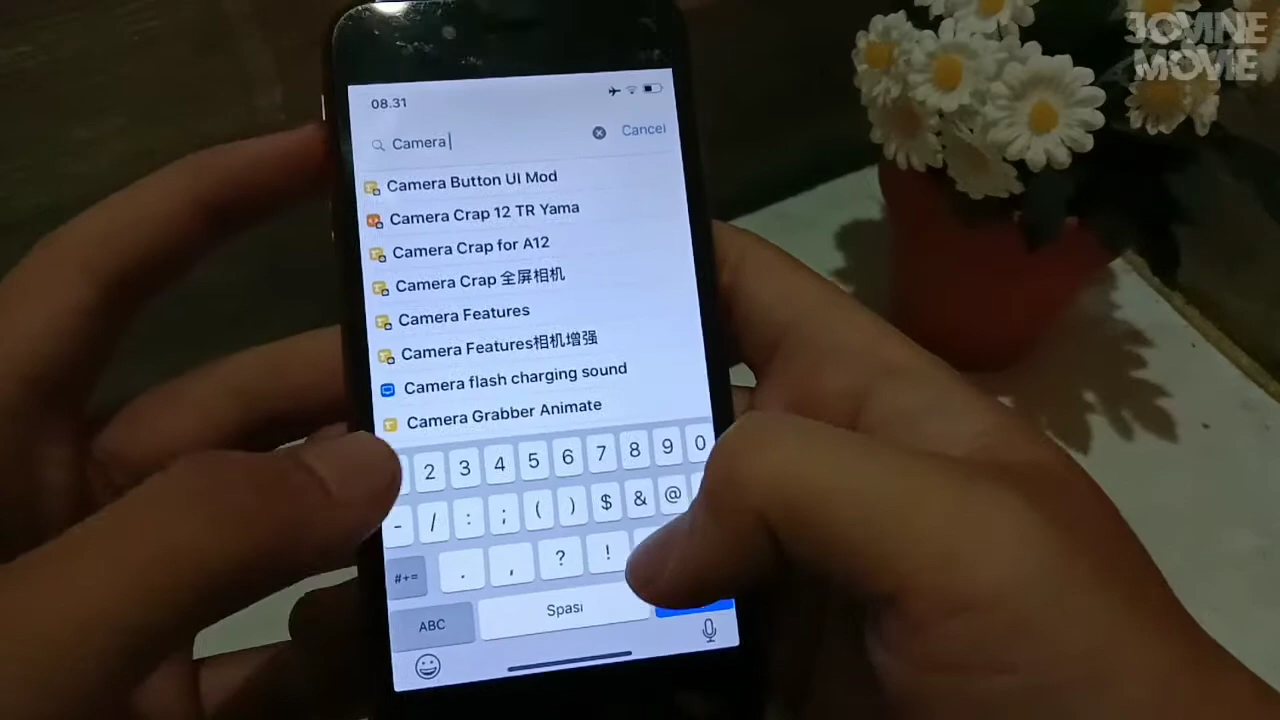 3OMNE
MOVIE
08.31
Camera
Cancel
Camera Button UI Mod
Camera Crap 12 TR Yama
Camera Crap for A12
Camera Crap 全屏相机
Camera Features
Camera Features相机增强
Camera flash charging sound
Camera Grabber Animate
2 3 4 5 6 7 8 9 0
- / : ; ( ) $ & @
#+= . , ? !
ABC Spasi